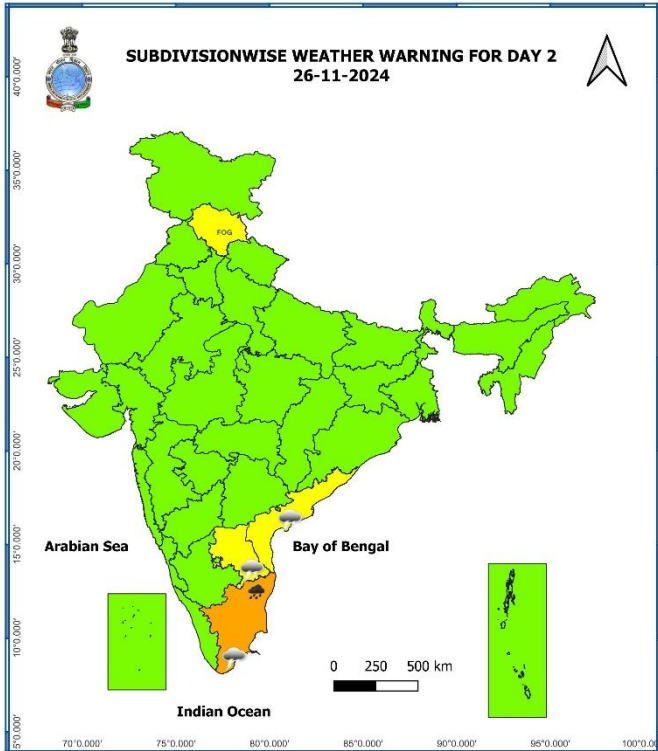 SUBDIVISIONWISE WEATHER WARNING FOR DAY 2
26-11-2024
40°0.000'
35°0.000'
30°0.000'
25°0.000'
20°0.000'
15°0.000'
10°0.000'
5°0.000'
FOG
Arabian Sea
Bay of Bengal
0 250 500 km
Indian Ocean
70°0.000' 75°0.000' 80°0.000' 85°0.000' 90°0.000' 95°0.000' 100°0.0